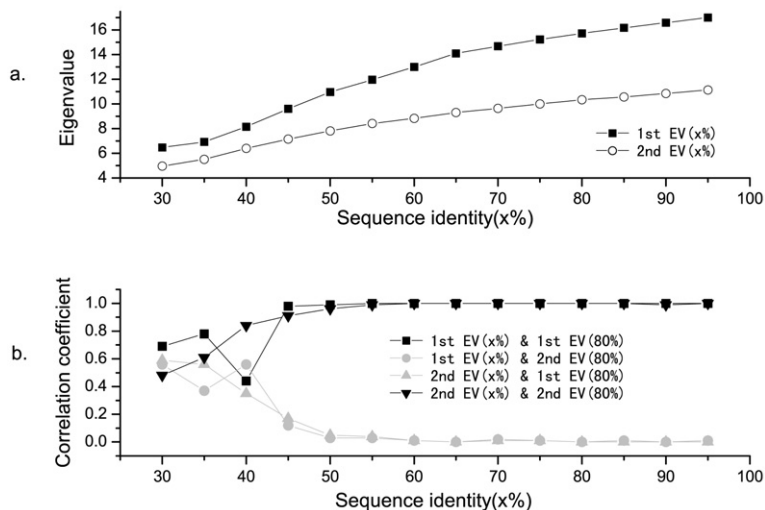 a.
Eigenvalue
16
14
12
10
8
6
4
1st EV(x%)
2nd EV(x%)
30 40 50 60 70 80 90 100
Sequence identity(x%)
b.
Correlation coefficient
1.0
0.8
0.6
0.4
0.2
0.0
1st EV(x%) & 1st EV(80%)
1st EV(x%) & 2nd EV(80%)
2nd EV(x%) & 1st EV(80%)
2nd EV(x%) & 2nd EV(80%)
30 40 50 60 70 80 90 100
Sequence identity(x%)